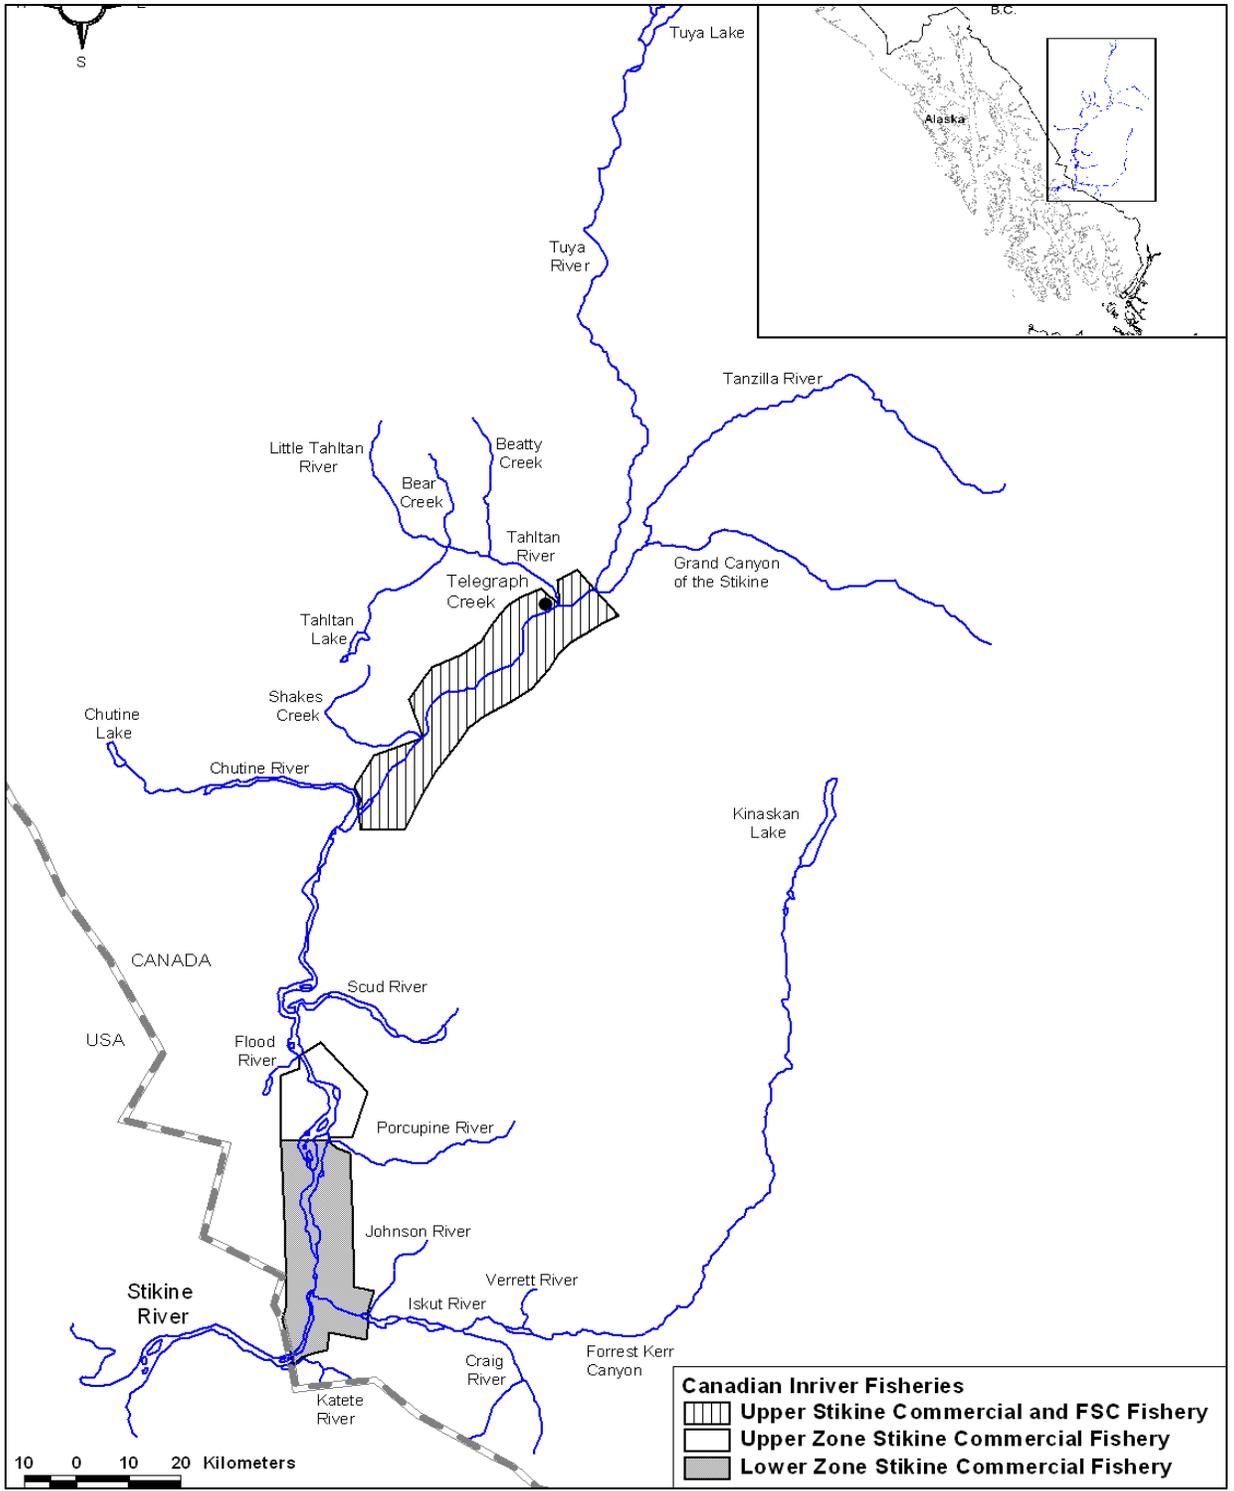 S
B.C.
Tuya Lake
Alaska
Tuya
River
Tanzilla River
Little Tahltan
River
Beatty
Creek
Bear
Creek
Tahltan
River
Grand Canyon
of the Stikine
Telegraph
Creek
Tahltan
Lake
Shakes
Creek
Chutine
Lake
Chutine River
Kinaskan
Lake
CANADA
Scud River
USA
Flood
River
Porcupine River
Johnson River
Verrett River
Stikine
River
Iskut River
Forrest Kerr
Canyon
Craig
River
Katete
River
Canadian Inriver Fisheries
Upper Stikine Commercial and FSC Fishery
Upper Zone Stikine Commercial Fishery
Lower Zone Stikine Commercial Fishery
10 0 10 20 Kilometers